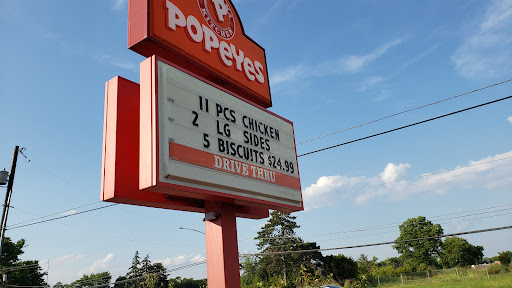 POPEYES
11 PCS CHICKEN
2 LG SIDES
5 BISCUITS $24.99
DRIVE THRU